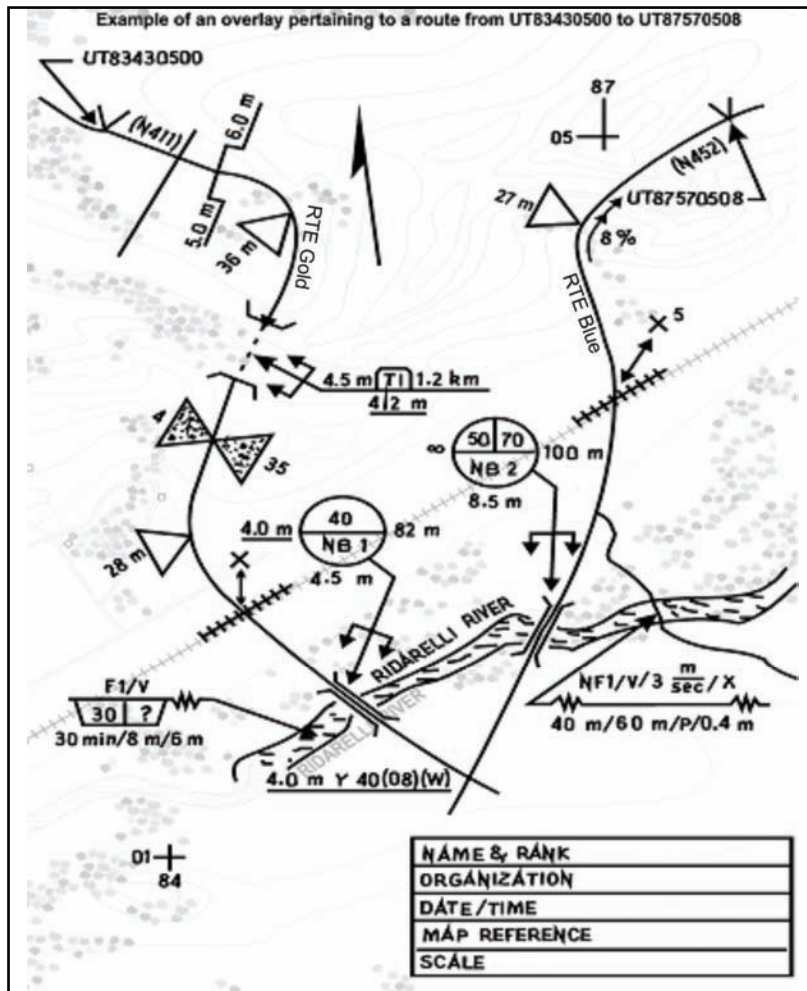 Example of an overlay pertaining to a route from UT83430500 to UT87570508
UT83430500
(N411)
6.0 m
5.0 m
36 m
RTE Gold
87
05
(N452)
27 m
UT87570508
8 %
RTE Blue
X 5
4.5 m T1 1.2 km
4.2 m
4
35
50 70
∞ NB 2 100 m
8.5 m
40
4.0 m NB 1 82 m
4.5 m
28 m
X
RIDARELLI RIVER
RIDARELLI RIVER
F1/V
30 ?
30 min/8 m/6 m
NF1/V/3 m/sec/X
40 m/60 m/P/0.4 m
4.0 m Y 40(08)(W)
01
84
NAME & RANK
ORGANIZATION
DATE/TIME
MAP REFERENCE
SCALE